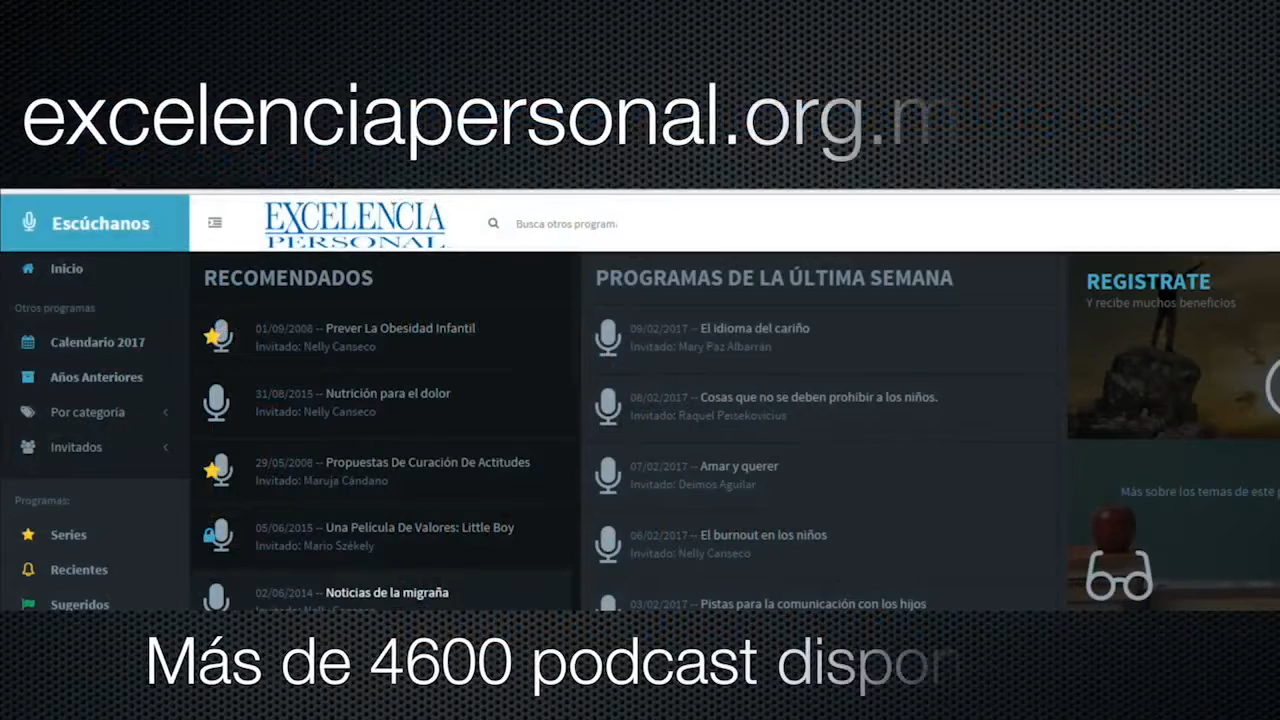 excelenciapersonal.org.m
Escúchanos
EXCELENCIA
PERSONAL
Busca otros program
Inicio
Otros programas
Calendario 2017
Años Anteriores
Por categoría
Invitados
Programas:
Series
Recientes
Sugeridos
RECOMENDADOS
01/09/2008 -- Prever La Obesidad Infantil
Invitado: Nelly Canseco
31/08/2015 -- Nutrición para el dolor
Invitado: Nelly Canseco
29/05/2008 -- Propuestas De Curación De Actitudes
Invitado: Maruja Cándano
05/06/2015 -- Una Película De Valores: Little Boy
Invitado: Mario Székely
02/06/2014 -- Noticias de la migraña
Invitado: Nelly Canseco
PROGRAMAS DE LA ÚLTIMA SEMANA
09/02/2017 -- El idioma del cariño
Invitado: Mary Paz Albarrán
08/02/2017 -- Cosas que no se deben prohibir a los niños.
Invitado: Raquel Peisekovicius
07/02/2017 -- Amar y querer
Invitado: Deimos Aguilar
06/02/2017 -- El burnout en los niños
Invitado: Nelly Canseco
03/02/2017 -- Pistas para la comunicación con los hijos
REGISTRATE
Y recibe muchos beneficios
Más sobre los temas de este
Más de 4600 podcast dispon